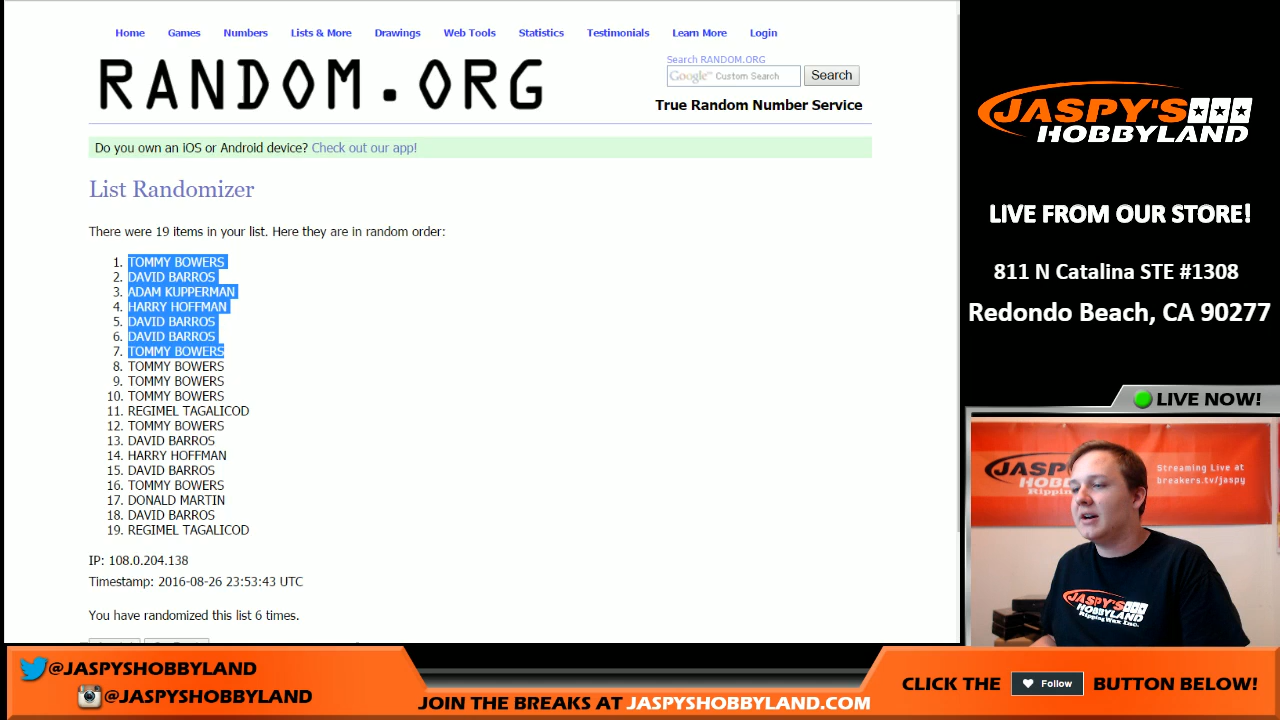 Home Games Numbers Lists & More Drawings Web Tools Statistics Testimonials Learn More Login
RANDOM.ORG
Search RANDOM.ORG
Google™ Custom Search Search
True Random Number Service
Do you own an iOS or Android device? Check out our app!
List Randomizer
There were 19 items in your list. Here they are in random order:
1. TOMMY BOWERS
2. DAVID BARROS
3. ADAM KUPPERMAN
4. HARRY HOFFMAN
5. DAVID BARROS
6. DAVID BARROS
7. TOMMY BOWERS
8. TOMMY BOWERS
9. TOMMY BOWERS
10. TOMMY BOWERS
11. REGIMEL TAGALICOD
12. TOMMY BOWERS
13. DAVID BARROS
14. HARRY HOFFMAN
15. DAVID BARROS
16. TOMMY BOWERS
17. DONALD MARTIN
18. DAVID BARROS
19. REGIMEL TAGALICOD
IP: 108.0.204.138
Timestamp: 2016-08-26 23:53:43 UTC
You have randomized this list 6 times.
JASPY'S
HOBBYLAND
LIVE FROM OUR STORE!
811 N Catalina STE #1308
Redondo Beach, CA 90277
LIVE NOW!
JASP
HOBB
Ripping
Streaming Live at
breakers.tv/jaspy
JASPY'S
HOBBYLAND
Ripping Wax Inc.
@JASPYSHOBBYLAND
@JASPYSHOBBYLAND
JOIN THE BREAKS AT JASPYSHOBBYLAND.COM
CLICK THE Follow BUTTON BELOW!